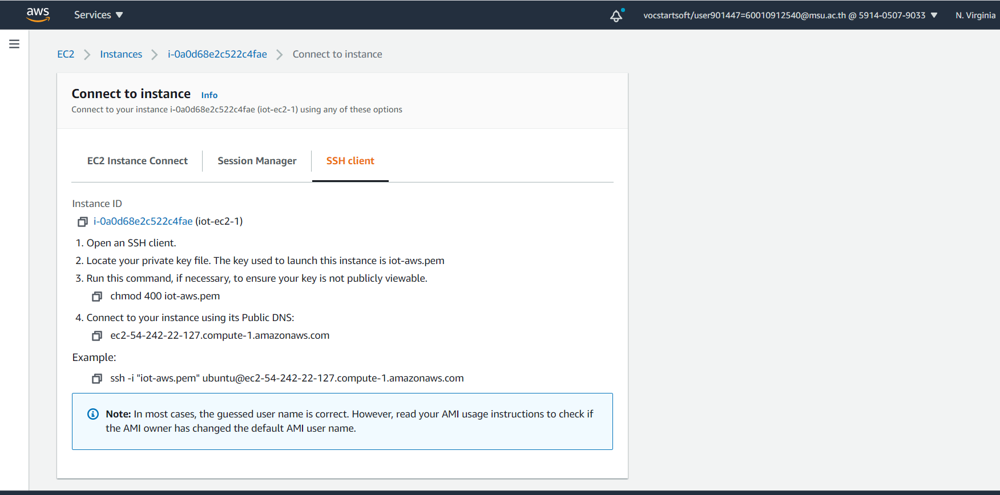 aws
Services
vocstartsoft/user901447=60010912540@msu.ac.th @ 5914-0507-9033
N. Virginia
EC2
Instances
i-0a0d68e2c522c4fae
Connect to instance
Connect to instance Info
Connect to your instance i-0a0d68e2c522c4fae (iot-ec2-1) using any of these options
EC2 Instance Connect
Session Manager
SSH client
Instance ID
i-0a0d68e2c522c4fae (iot-ec2-1)
1. Open an SSH client.
2. Locate your private key file. The key used to launch this instance is iot-aws.pem
3. Run this command, if necessary, to ensure your key is not publicly viewable.
chmod 400 iot-aws.pem
4. Connect to your instance using its Public DNS:
ec2-54-242-22-127.compute-1.amazonaws.com
Example:
ssh -i "iot-aws.pem" ubuntu@ec2-54-242-22-127.compute-1.amazonaws.com
Note: In most cases, the guessed user name is correct. However, read your AMI usage instructions to check if
the AMI owner has changed the default AMI user name.